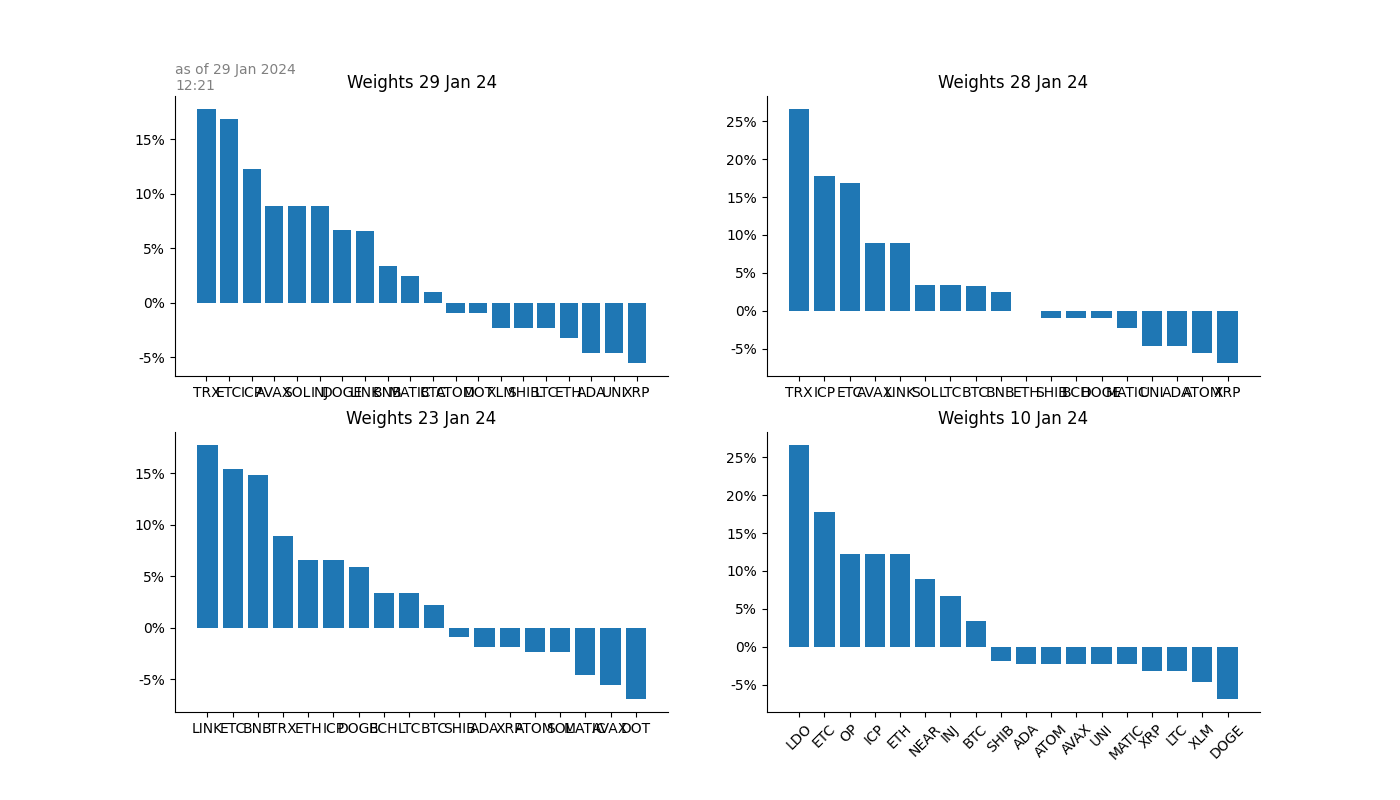 as of 29 Jan 2024
12:21
Weights 29 Jan 24
15%
10%
5%
0%
-5%
TRX ETC ICP AVAX SOL INJ DOGE LINK BNB MATIC BTC ATOM DOT XLM SHIB LTC ETH ADA UNI XRP
Weights 28 Jan 24
25%
20%
15%
10%
5%
0%
-5%
TRX ICP ETC AVAX LINK SOL LTC BTC BNB ETH SHIB BCH DOGE MATIC UNI ADA ATOM XRP
Weights 23 Jan 24
15%
10%
5%
0%
-5%
LINK ETC BNB TRX ETH ICP DOGE BCH LTC BTC SHIB ADA XRP ATOM SOL MATIC AVAX DOT
Weights 10 Jan 24
25%
20%
15%
10%
5%
0%
-5%
LDO ETC OP ICP ETH NEAR INJ BTC SHIB ADA ATOM AVAX UNI MATIC XRP LTC XLM DOGE